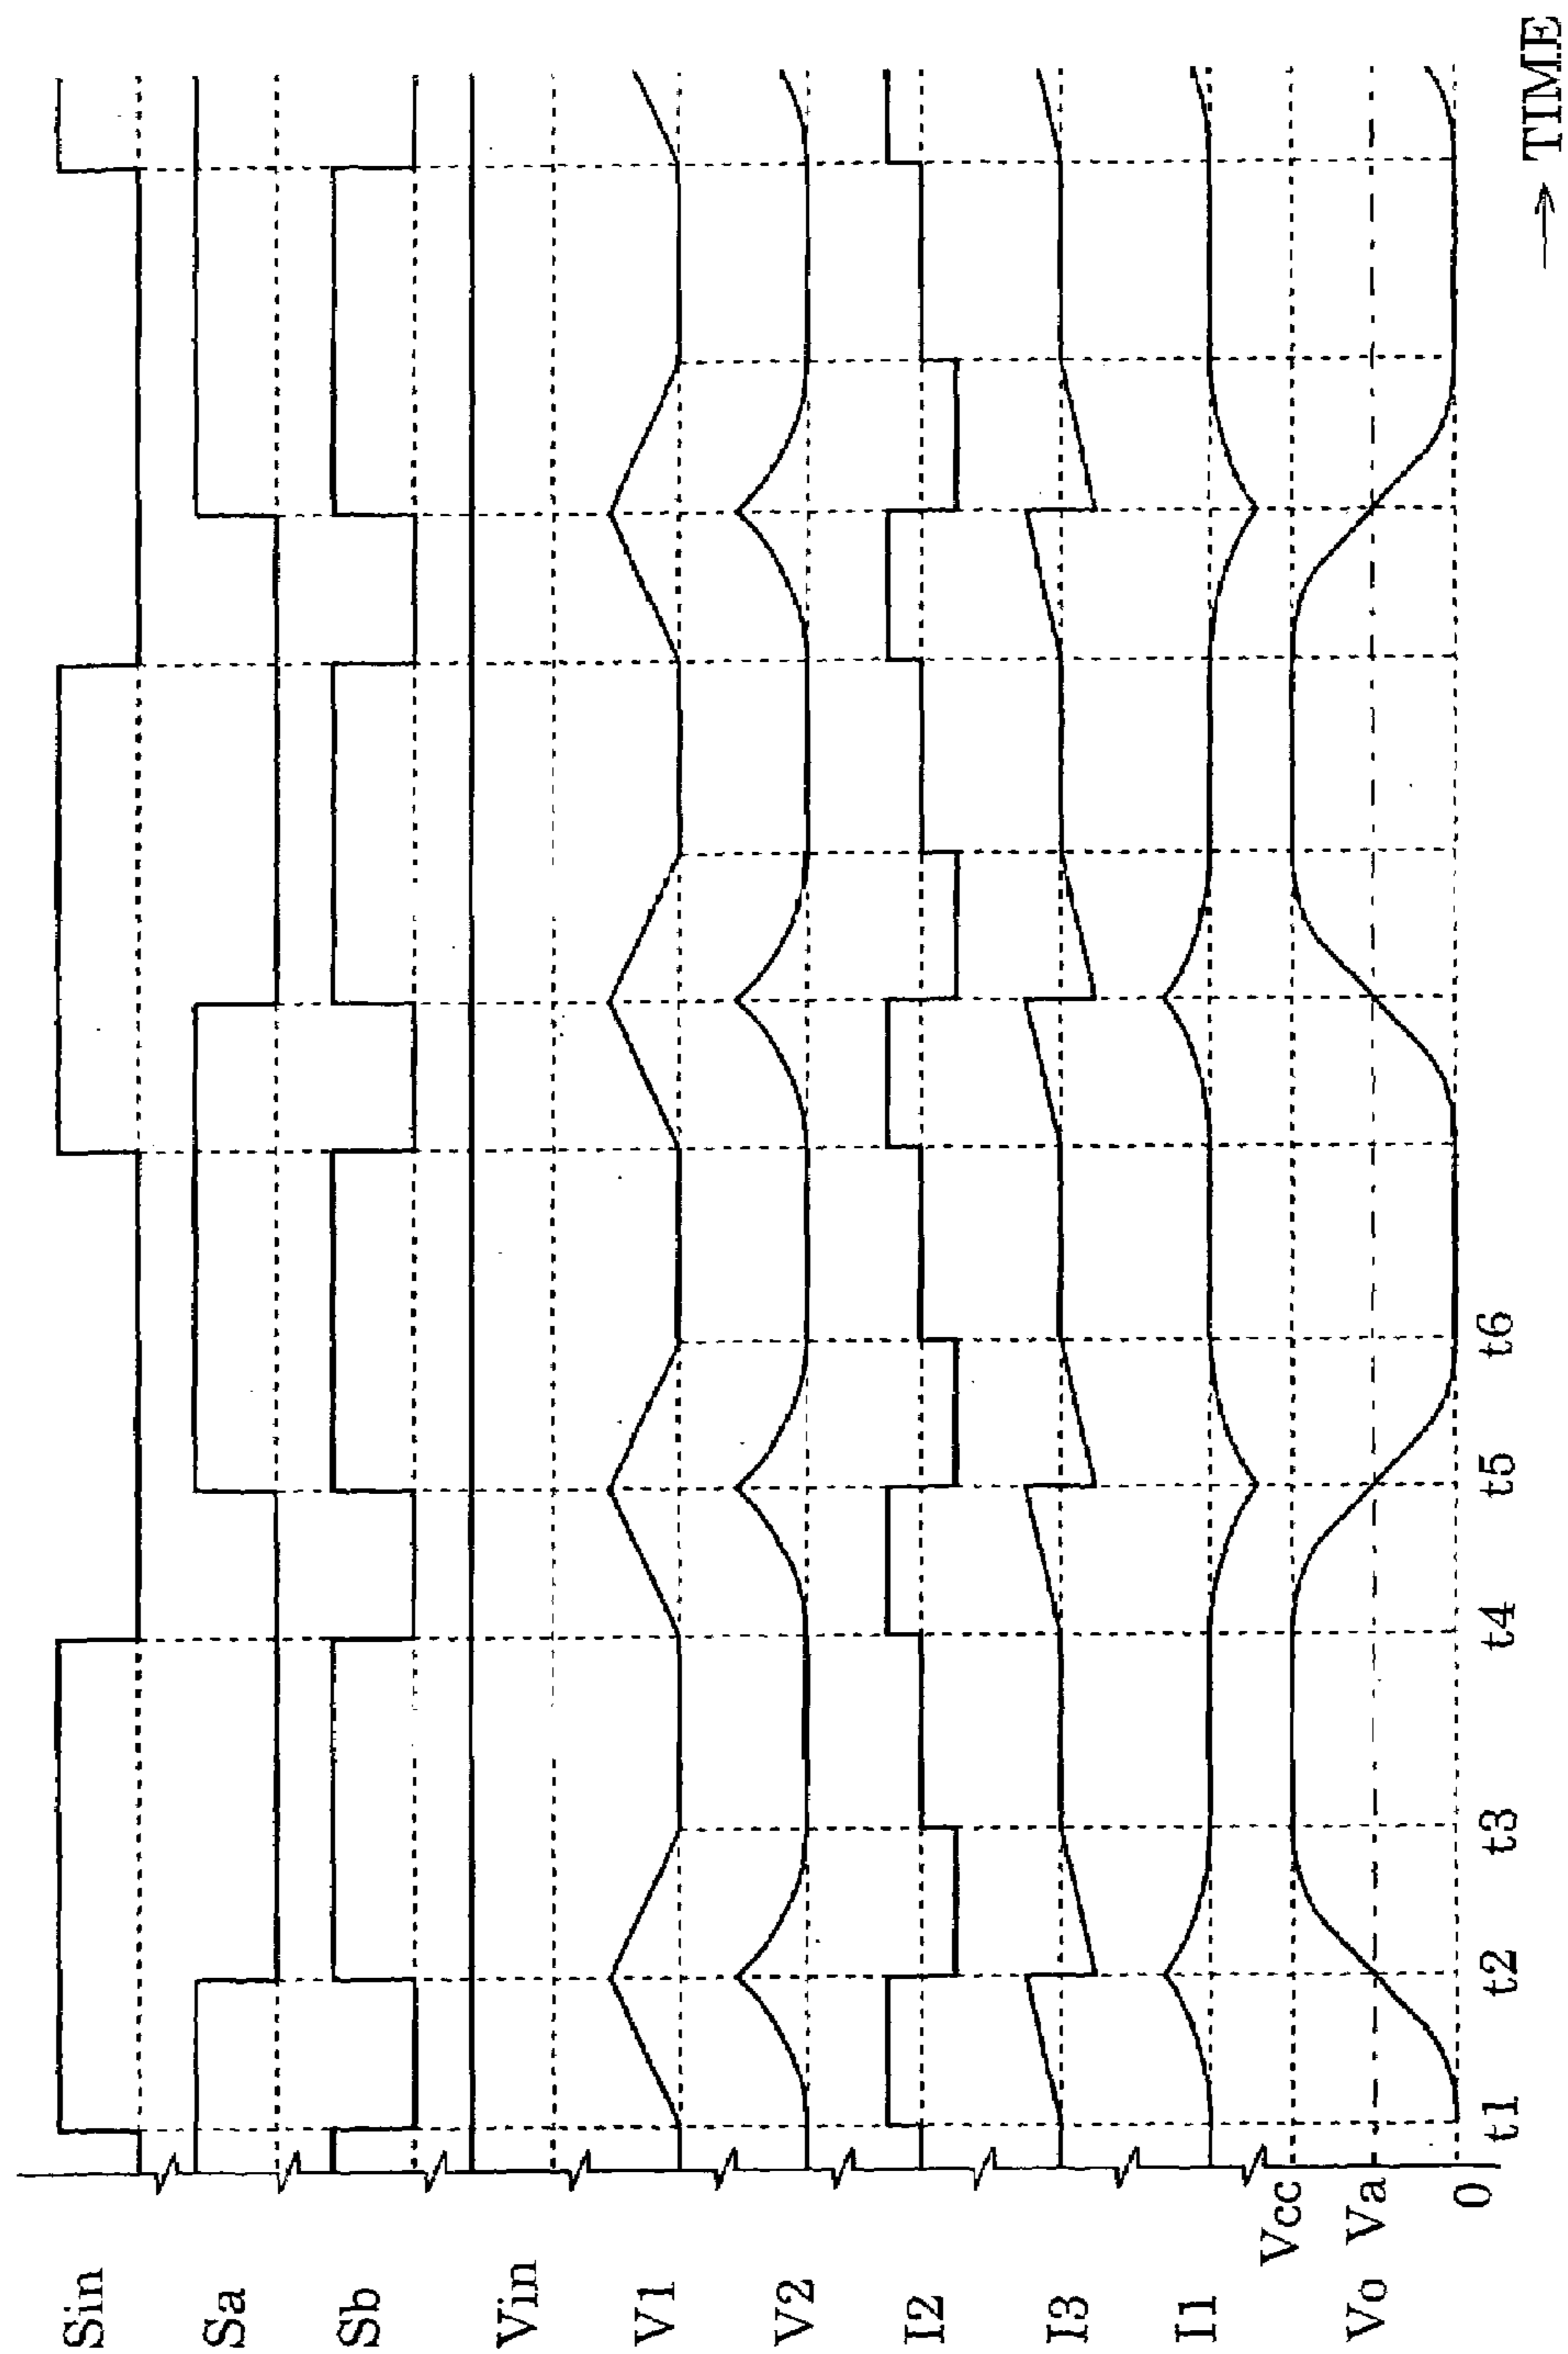 Sin
Sa
Sb
Vin
V1
V2
I2
I3
I1
Vcc
Vo Va
0
t1 t2 t3 t4 t5 t6
→ TIME